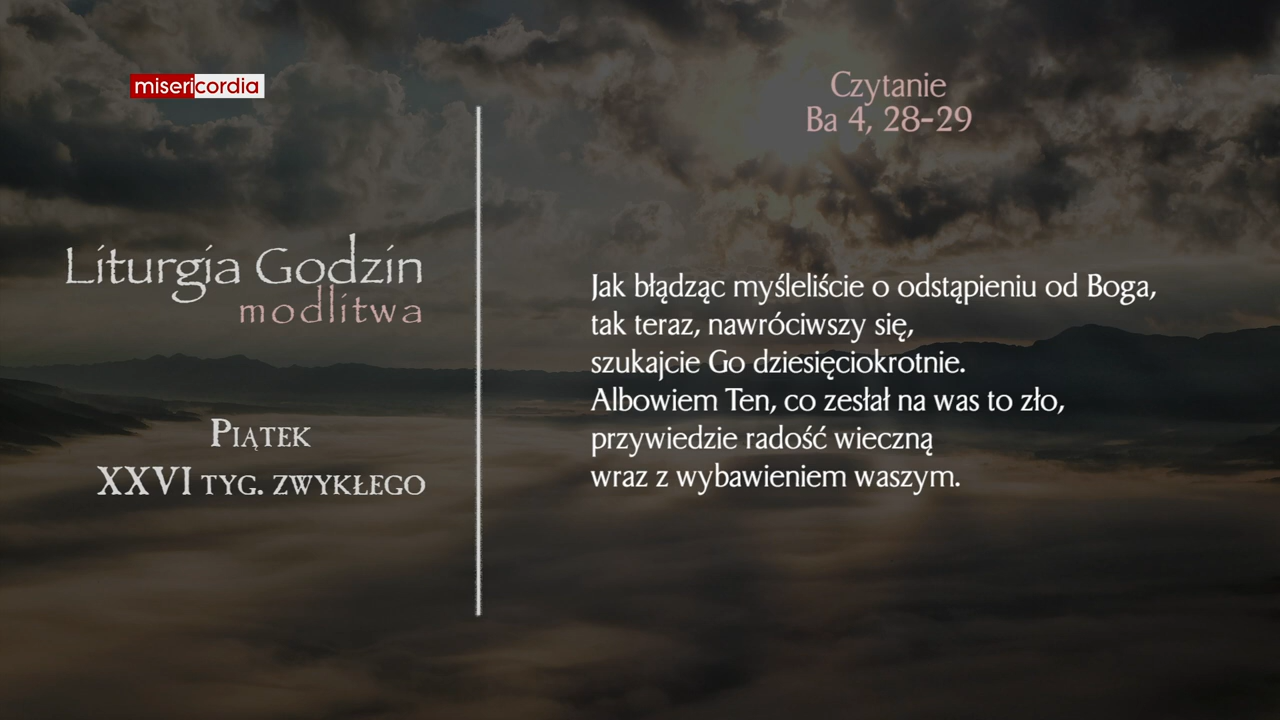 misericordia
Liturgia Godzin
modlitwa
Piątek
XXVI tyg. zwykłego
Czytanie
Ba 4, 28-29
Jak błądząc myśleliście o odstąpieniu od Boga,
tak teraz, nawróciwszy się,
szukajcie Go dziesięciokrotnie.
Albowiem Ten, co zesłał na was to zło,
przywiedzie radość wieczną
wraz z wybawieniem waszym.